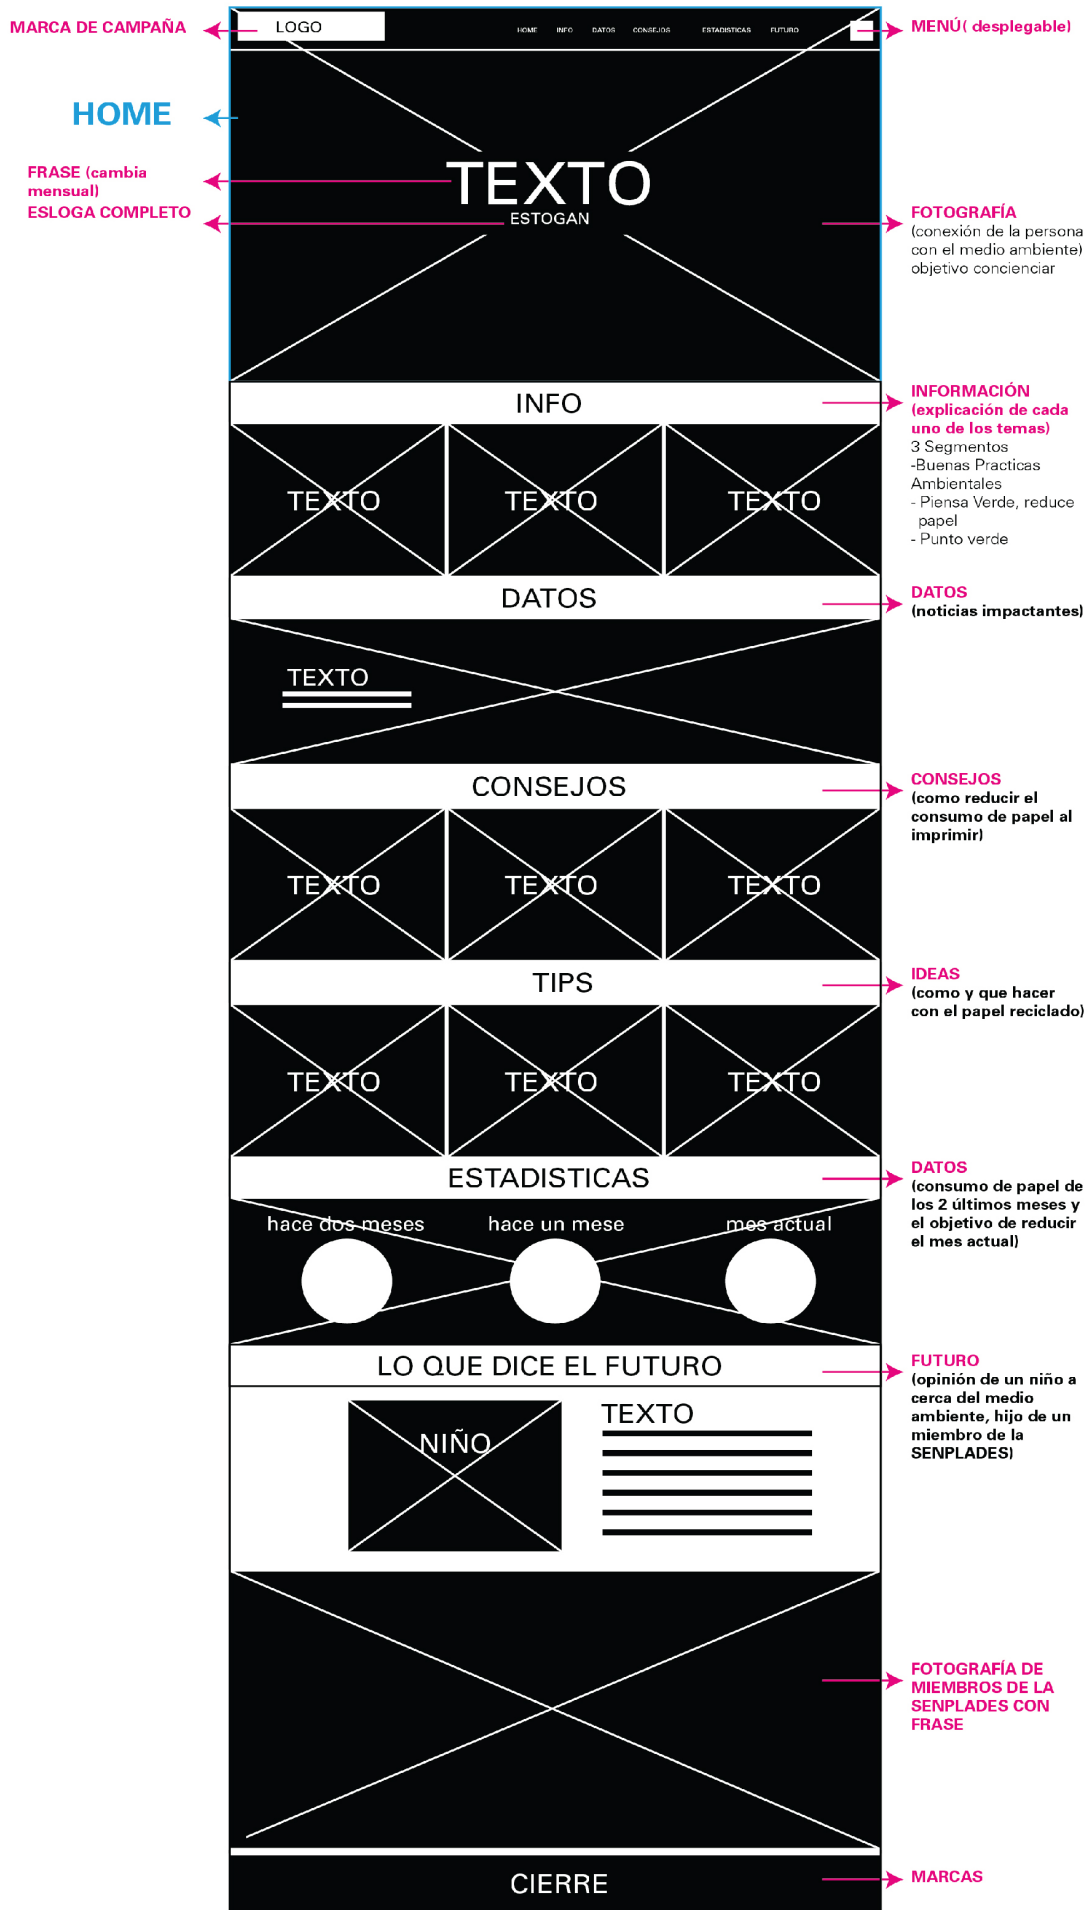 MARCA DE CAMPAÑA
LOGO
HOME INFO DATOS CONSEJOS ESTADISTICAS FUTURO
MENÚ( desplegable)
HOME
FRASE (cambia
mensual)
ESLOGA COMPLETO
TEXTO
ESTOGAN
FOTOGRAFÍA
(conexión de la persona
con el medio ambiente)
objetivo concienciar
INFO
INFORMACIÓN
(explicación de cada
uno de los temas)
3 Segmentos
-Buenas Practicas
Ambientales
- Piensa Verde, reduce
papel
- Punto verde
TEXTO TEXTO TEXTO
DATOS
DATOS
(noticias impactantes)
TEXTO
CONSEJOS
CONSEJOS
(como reducir el
consumo de papel al
imprimir)
TEXTO TEXTO TEXTO
TIPS
IDEAS
(como y que hacer
con el papel reciclado)
TEXTO TEXTO TEXTO
ESTADISTICAS
DATOS
(consumo de papel de
los 2 últimos meses y
el objetivo de reducir
el mes actual)
hace dos meses hace un mese mes actual
LO QUE DICE EL FUTURO
FUTURO
(opinión de un niño a
cerca del medio
ambiente, hijo de un
miembro de la
SENPLADES)
NIÑO
TEXTO
FOTOGRAFÍA DE
MIEMBROS DE LA
SENPLADES CON
FRASE
CIERRE
MARCAS